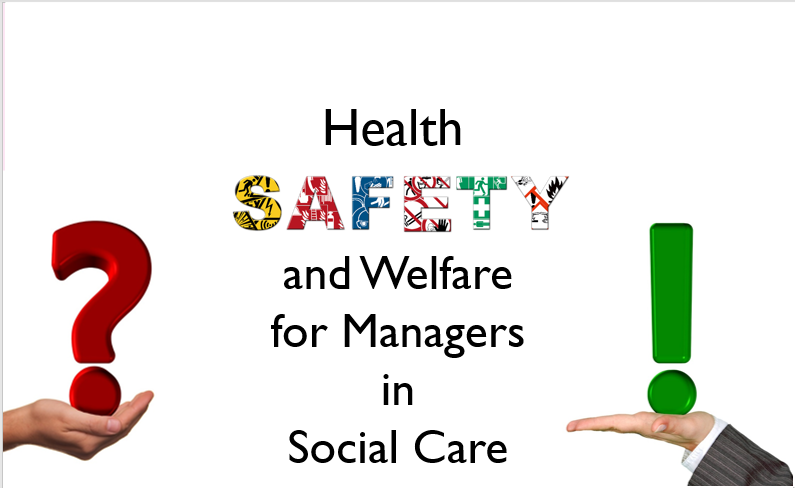 Health
SAFETY
and Welfare
for Managers
in
Social Care